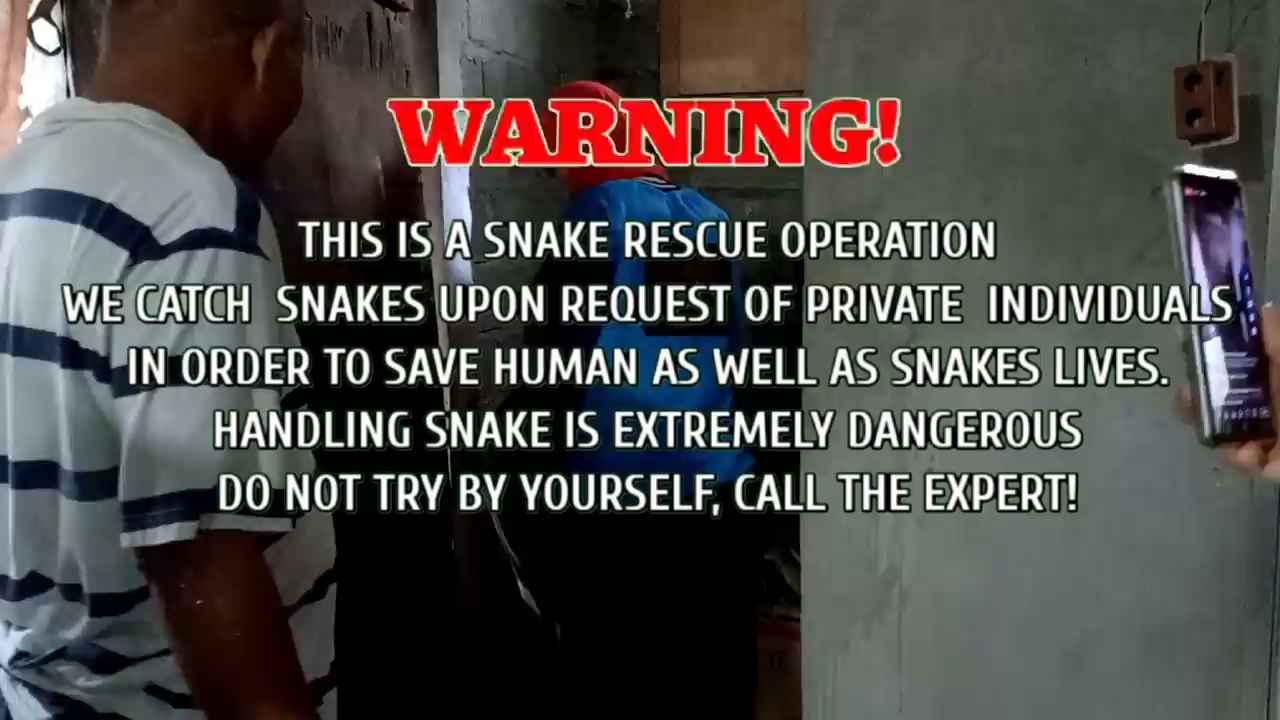 WARNING!
THIS IS A SNAKE RESCUE OPERATION
WE CATCH SNAKES UPON REQUEST OF PRIVATE INDIVIDUALS
IN ORDER TO SAVE HUMAN AS WELL AS SNAKES LIVES.
HANDLING SNAKE IS EXTREMELY DANGEROUS
DO NOT TRY BY YOURSELF, CALL THE EXPERT!